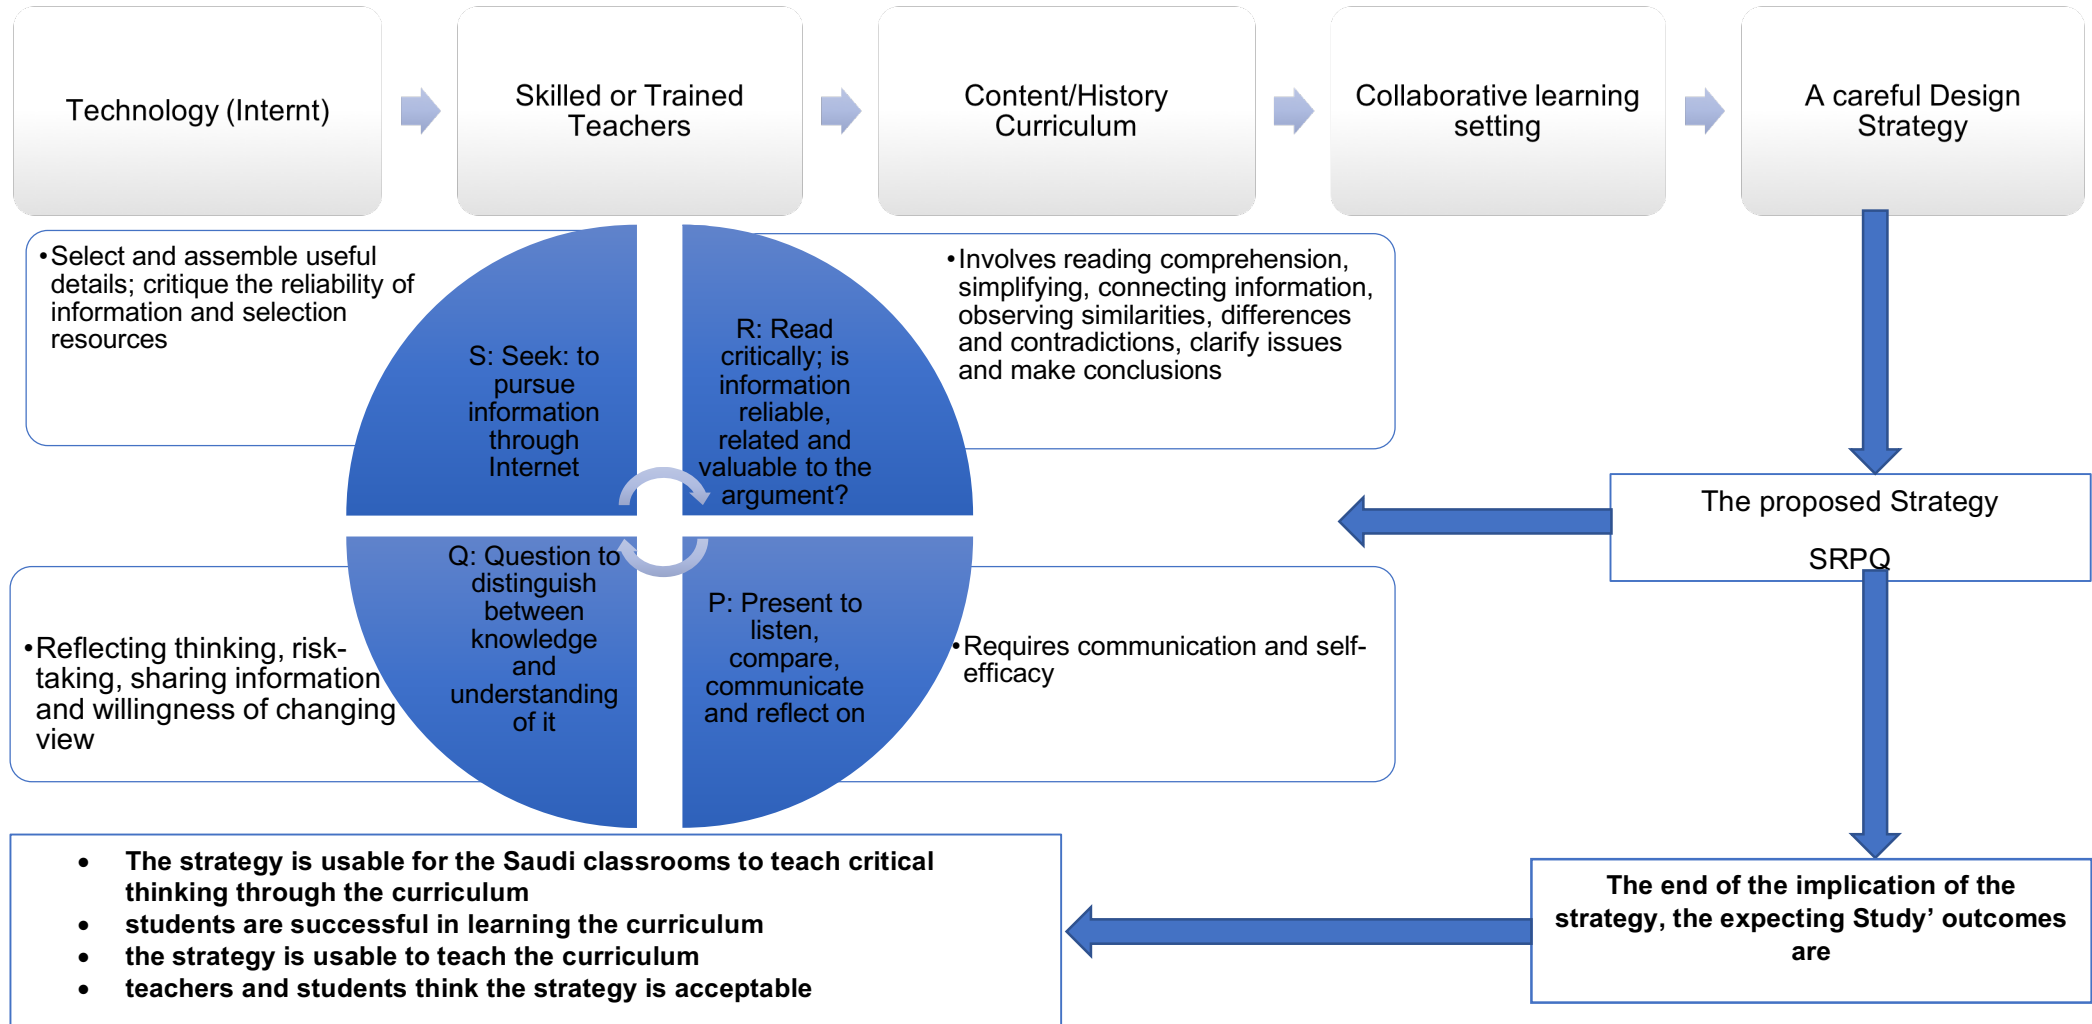 Technology (Internt)
Skilled or Trained
Teachers
Content/History
Curriculum
Collaborative learning
setting
A careful Design
Strategy
•Select and assemble useful
details; critique the reliability of
information and selection
resources
S: Seek: to
pursue
information
through
Internet
R: Read
critically; is
information
reliable,
related and
valuable to the
argument?
•Involves reading comprehension,
simplifying, connecting information,
observing similarities, differences
and contradictions, clarify issues
and make conclusions
The proposed Strategy
SRPQ
•Reflecting thinking, risk-
taking, sharing information
and willingness of changing
view
Q: Question to
distinguish
between
knowledge
and
understanding
of it
P: Present to
listen,
compare,
communicate
and reflect on
•Requires communication and self-
efficacy
• The strategy is usable for the Saudi classrooms to teach critical
thinking through the curriculum
• students are successful in learning the curriculum
• the strategy is usable to teach the curriculum
• teachers and students think the strategy is acceptable
The end of the implication of the
strategy, the expecting Study’ outcomes
are